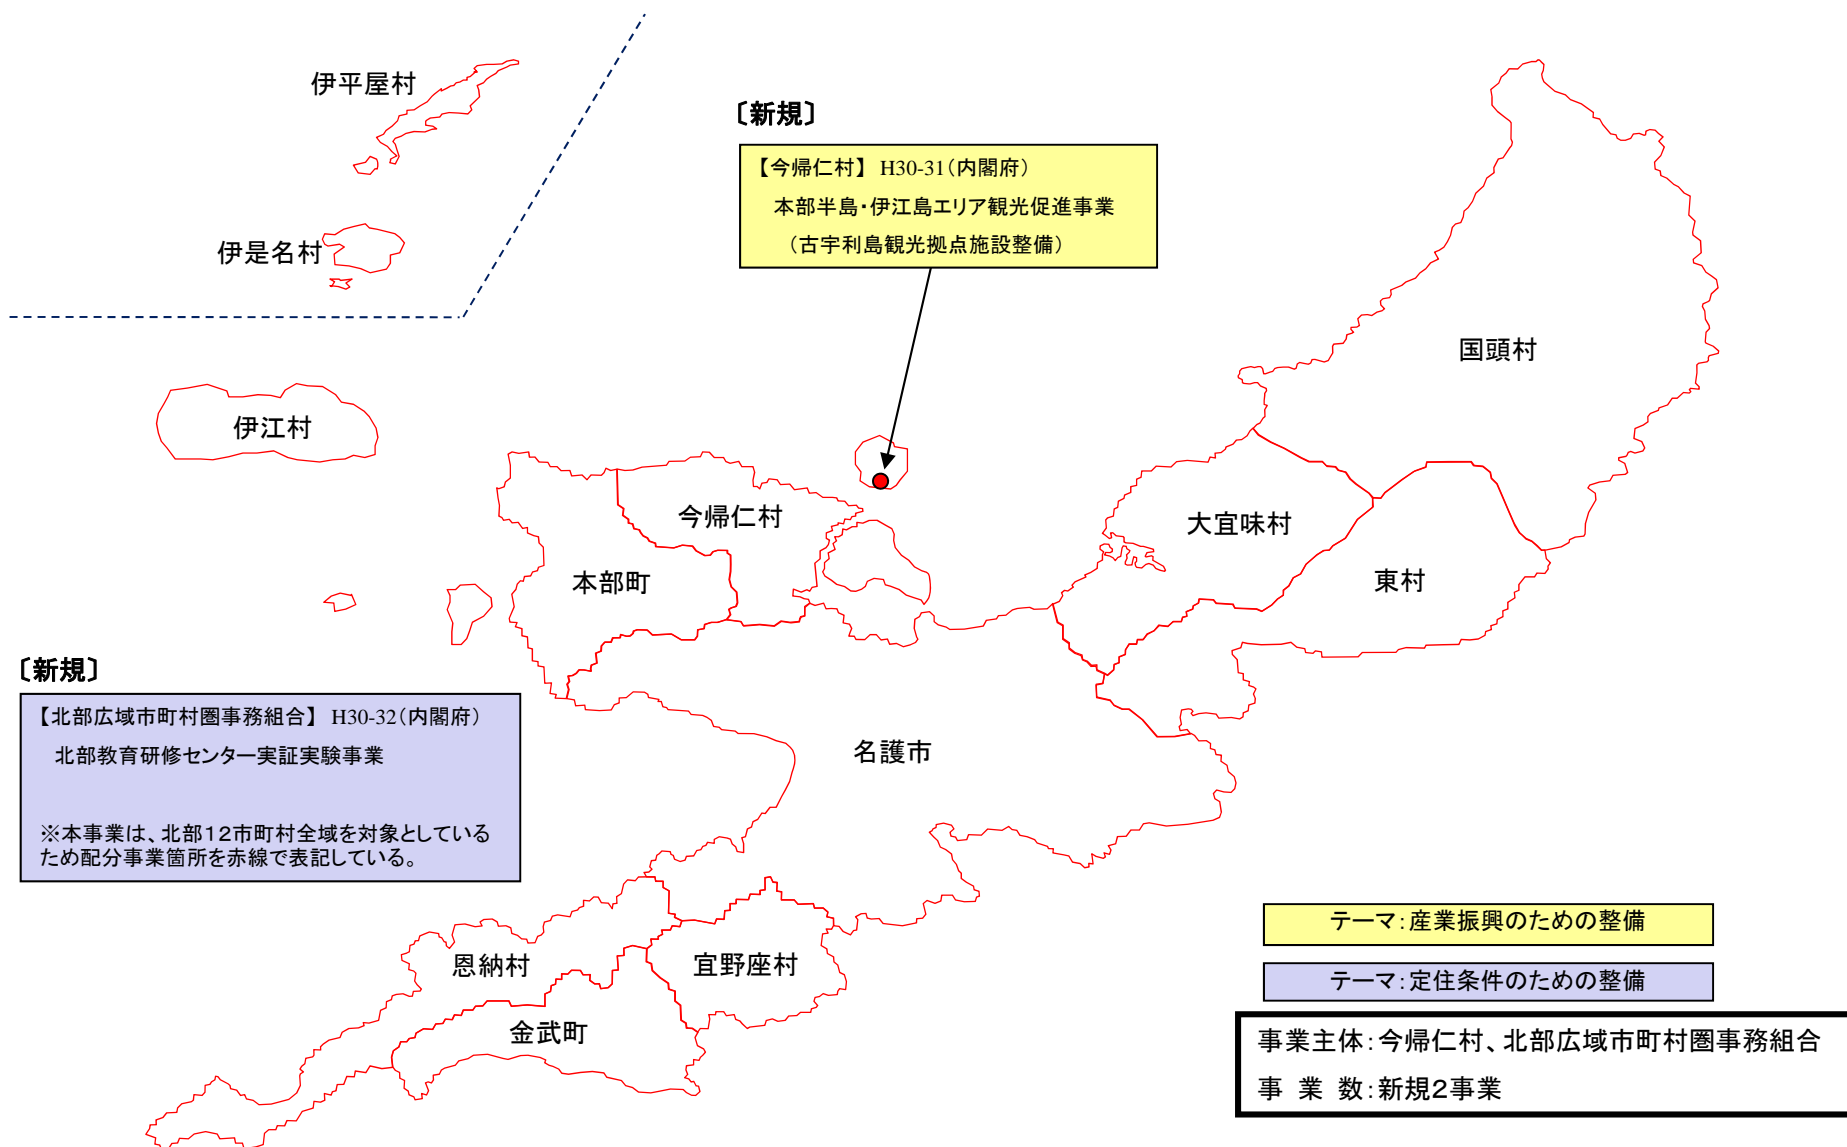 伊平屋村
伊是名村
〔新規〕
【今帰仁村】 H30-31(内閣府)
本部半島・伊江島エリア観光促進事業
(古宇利島観光拠点施設整備)
国頭村
伊江村
今帰仁村
大宜味村
本部町
東村
〔新規〕
【北部広域市町村圏事務組合】 H30-32(内閣府)
北部教育研修センター実証実験事業
※本事業は、北部12市町村全域を対象としている
ため配分事業箇所を赤線で表記している。
名護市
恩納村
宜野座村
金武町
テーマ:産業振興のための整備
テーマ:定住条件のための整備
事業主体:今帰仁村、北部広域市町村圏事務組合
事 業 数:新規2事業